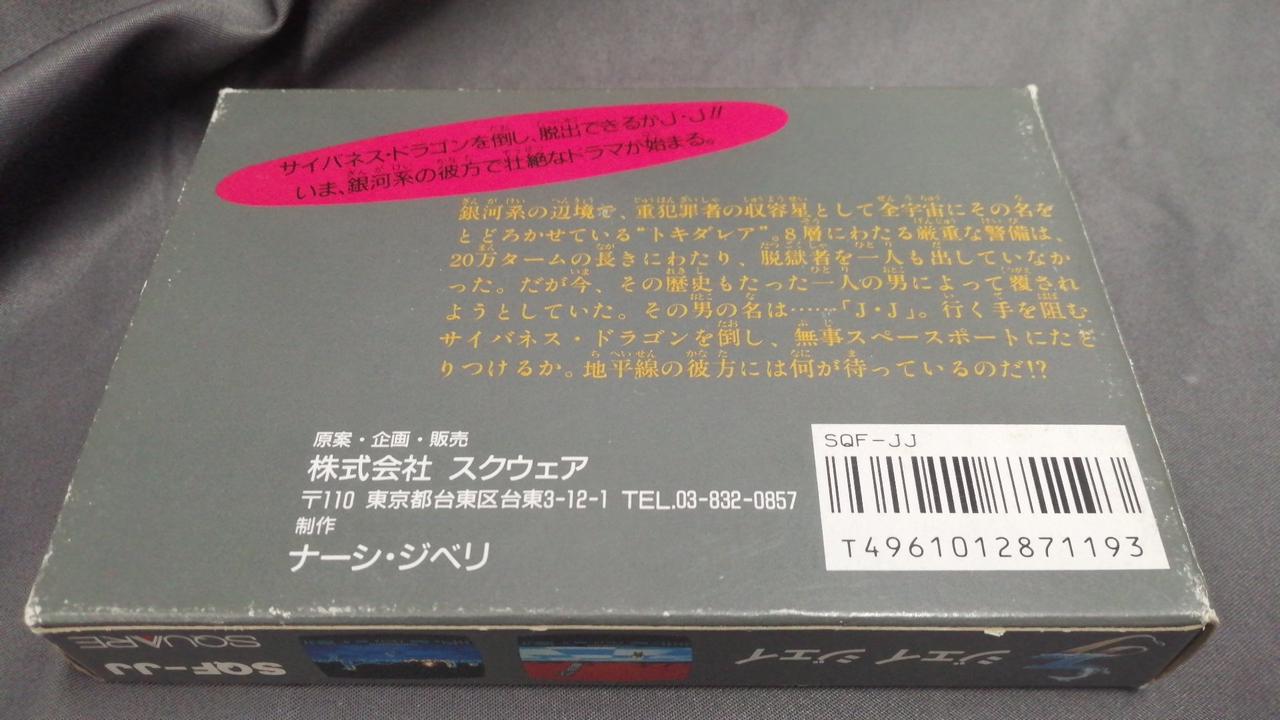 サイバネス・ドラゴンを倒し、脱出できるかJ・J!!
いま、銀河系の彼方で壮絶なドラマが始まる。
銀河系の辺境で、重犯罪者の収容星として全宇宙にその名を
とどろかせている“トキダレア”。8層にわたる厳重な警備は、
20万タームの長きにわたり、脱獄者を一人も出していなか
った。だが今、その歴史もたった一人の男によって覆され
ようとしていた。その男の名は……「J・J」。行く手を阻む
サイバネス・ドラゴンを倒し、無事スペースポートにたど
りつけるか。地平線の彼方には何が待っているのだ!?
原案・企画・販売
株式会社 スクウェア
〒110 東京都台東区台東3-12-1 TEL.03-832-0857
制作
ナーシ・ジベリ
SQF-JJ
T4961012871193
JJ
ジェイ ジェイ
SQF-JJ
SQUARE